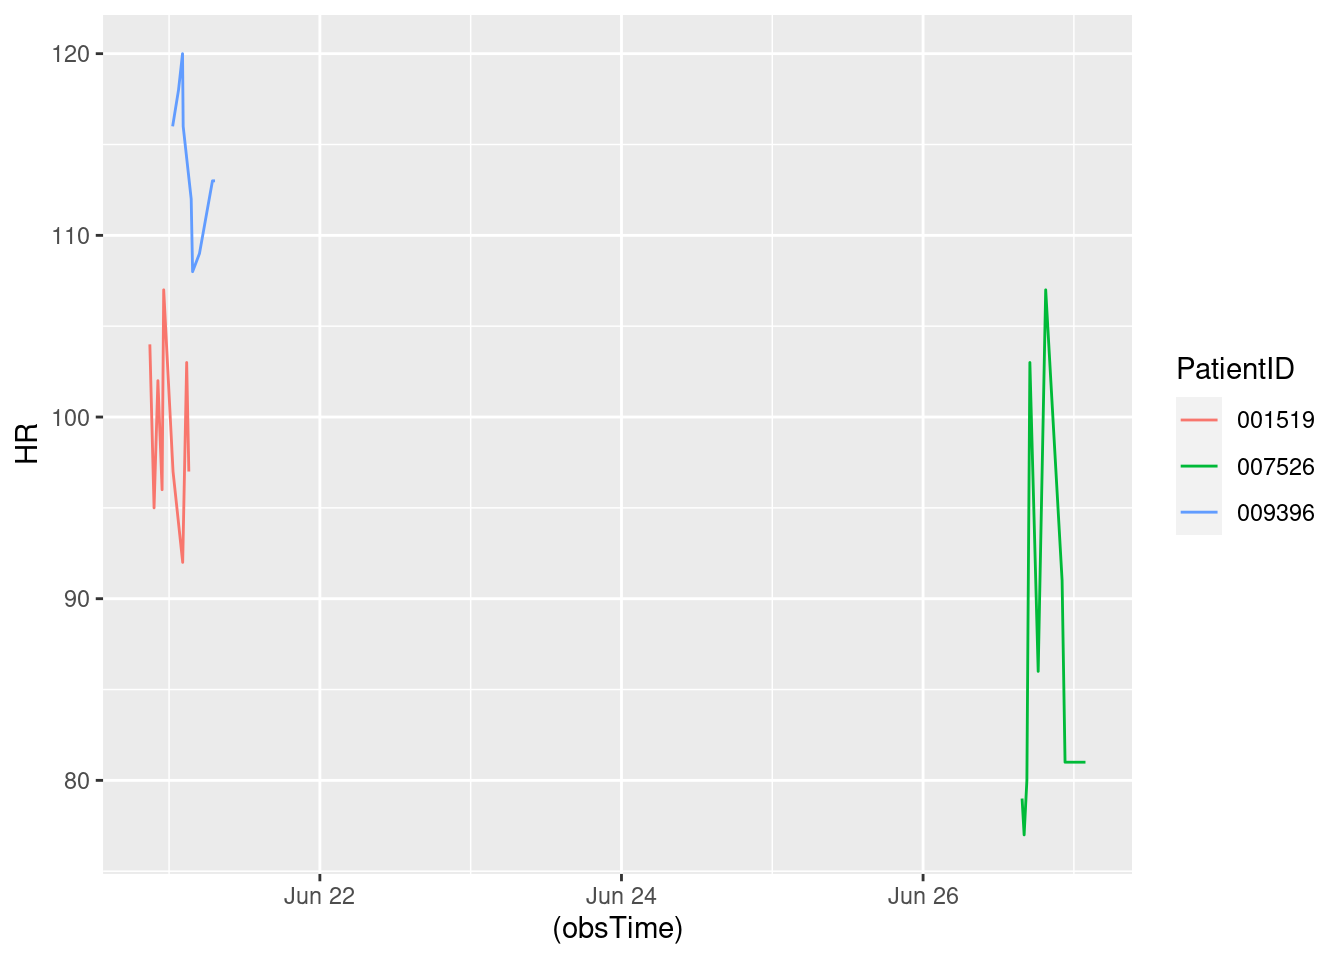 120
110
100
90
80
HR
Jun 22
Jun 24
Jun 26
(obsTime)
PatientID
001519
007526
009396